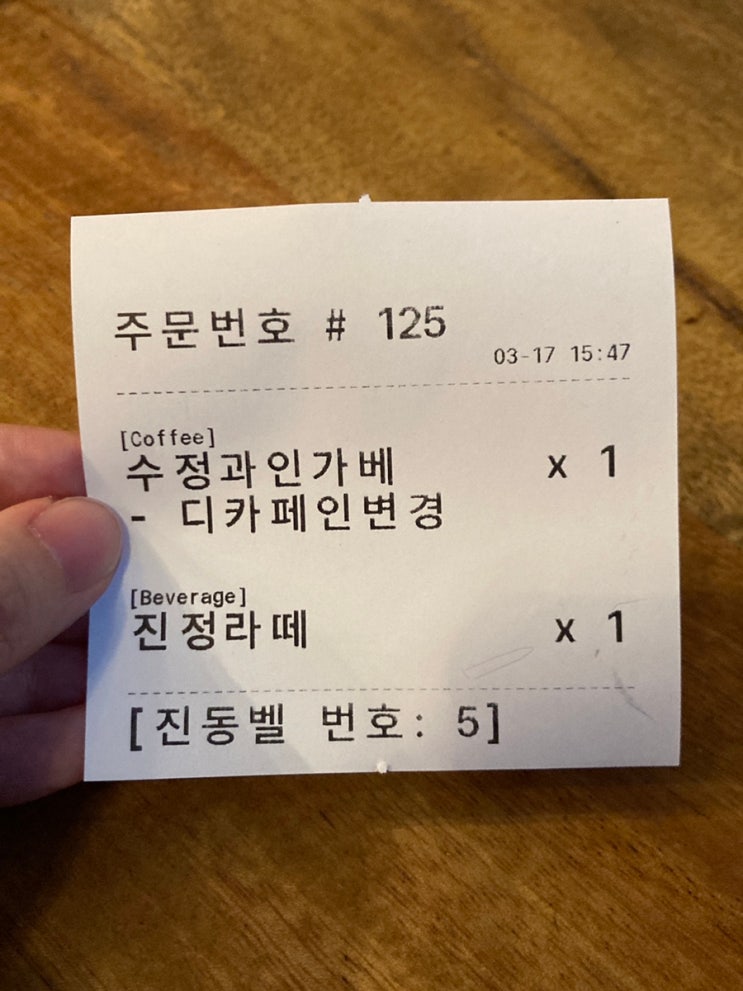 주문번호 # 125
03-17 15:47
[Coffee]
수정과인가베 x 1
- 디카페인변경
[Beverage]
진정라떼 x 1
[진동벨 번호: 5]